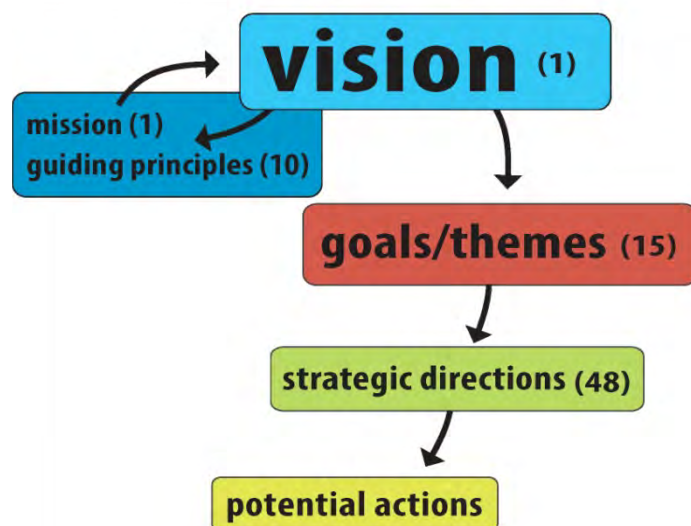 vision (1)
mission (1)
guiding principles (10)
goals/themes (15)
strategic directions (48)
potential actions